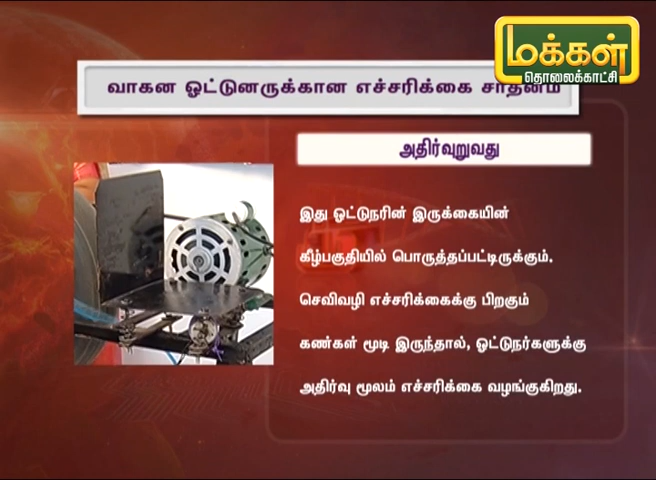 மக்கள்
தொலைக்காட்சி
வாகன ஓட்டுனருக்கான எச்சரிக்கை சாதனம்
அதிர்வுறுவது
இது ஓட்டுநரின் இருக்கையின்
கீழ்பகுதியில் பொருத்தப்பட்டிருக்கும்.
செவிவழி எச்சரிக்கைக்கு பிறகும்
கண்கள் மூடி இருந்தால், ஓட்டுநர்களுக்கு
அதிர்வு மூலம் எச்சரிக்கை வழங்குகிறது.